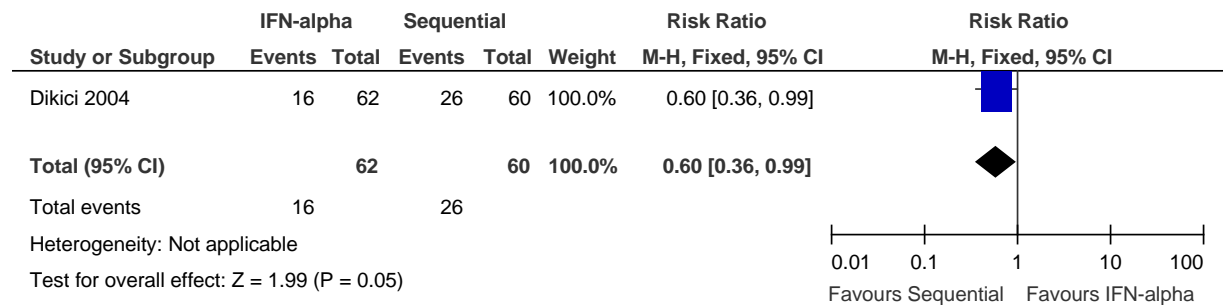 IFN-alpha Sequential Risk Ratio Risk Ratio
Study or Subgroup Events Total Events Total Weight M-H, Fixed, 95% CI M-H, Fixed, 95% CI
Dikici 2004 16 62 26 60 100.0% 0.60 [0.36, 0.99]
Total (95% CI) 62 60 100.0% 0.60 [0.36, 0.99]
Total events 16 26
Heterogeneity: Not applicable
Test for overall effect: Z = 1.99 (P = 0.05)
0.01 0.1 1 10 100
Favours Sequential Favours IFN-alpha